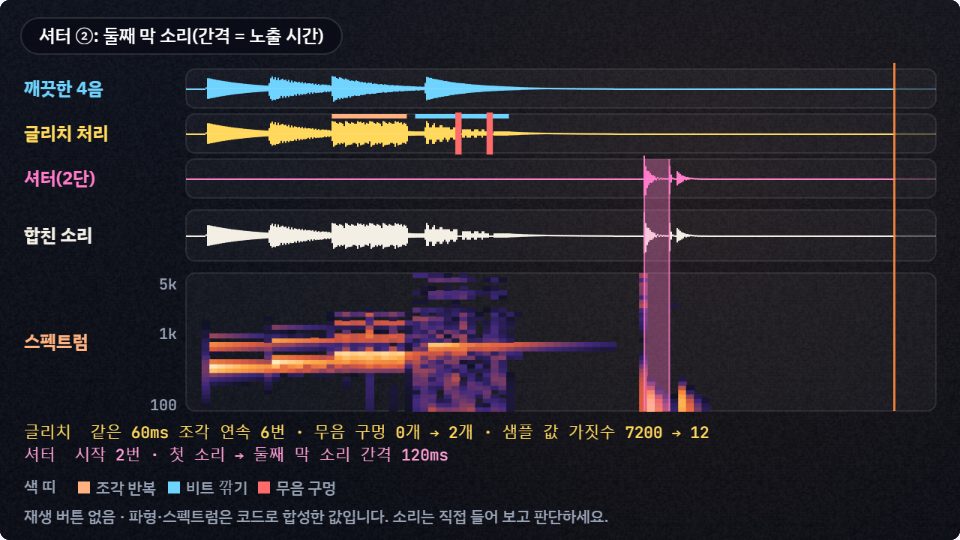 셔터 ②: 둘째 막 소리(간격 = 노출 시간)
깨끗한 4음
글리치 처리
셔터(2단)
합친 소리
5k
1k
스펙트럼
100
글리치 같은 60ms 조각 연속 6번 · 무음 구멍 0개 → 2개 · 샘플 값 가짓수 7200 → 12
셔터 시작 2번 · 첫 소리 → 둘째 막 소리 간격 120ms
색 띠 조각 반복 비트 깎기 무음 구멍
재생 버튼 없음 · 파형·스펙트럼은 코드로 합성한 값입니다. 소리는 직접 들어 보고 판단하세요.